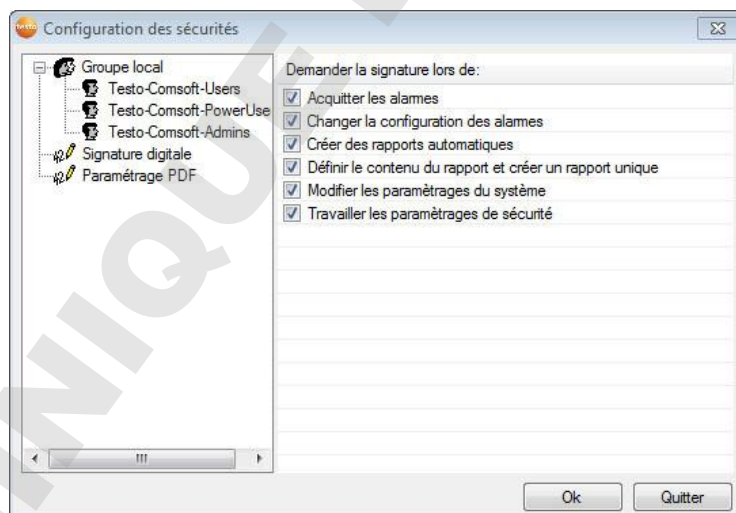 testo Configuration des sécurités
Groupe local
Testo-Comsoft-Users
Testo-Comsoft-PowerUse
Testo-Comsoft-Admins
Signature digitale
Paramétrage PDF
Demander la signature lors de:
Acquitter les alarmes
Changer la configuration des alarmes
Créer des rapports automatiques
Définir le contenu du rapport et créer un rapport unique
Modifier les paramètrages du système
Travailler les paramètrages de sécurité
Ok
Quitter
NIQUE